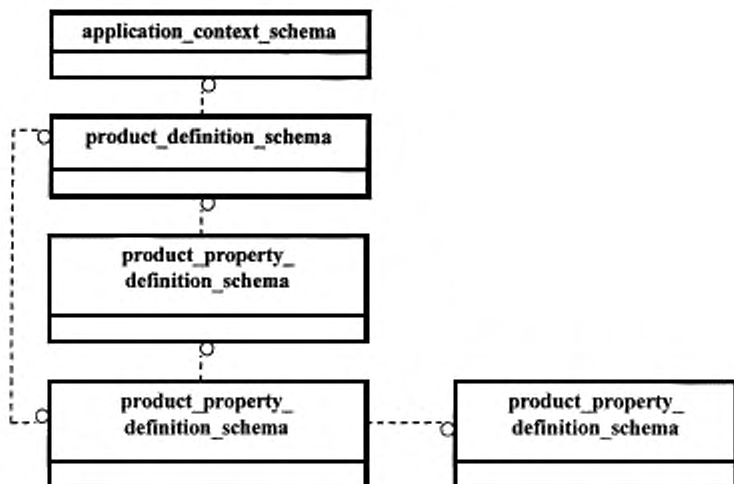 application_context_schema
product_definition_schema
product_property_
definition_schema
product_property_
definition_schema
product_property_
definition_schema